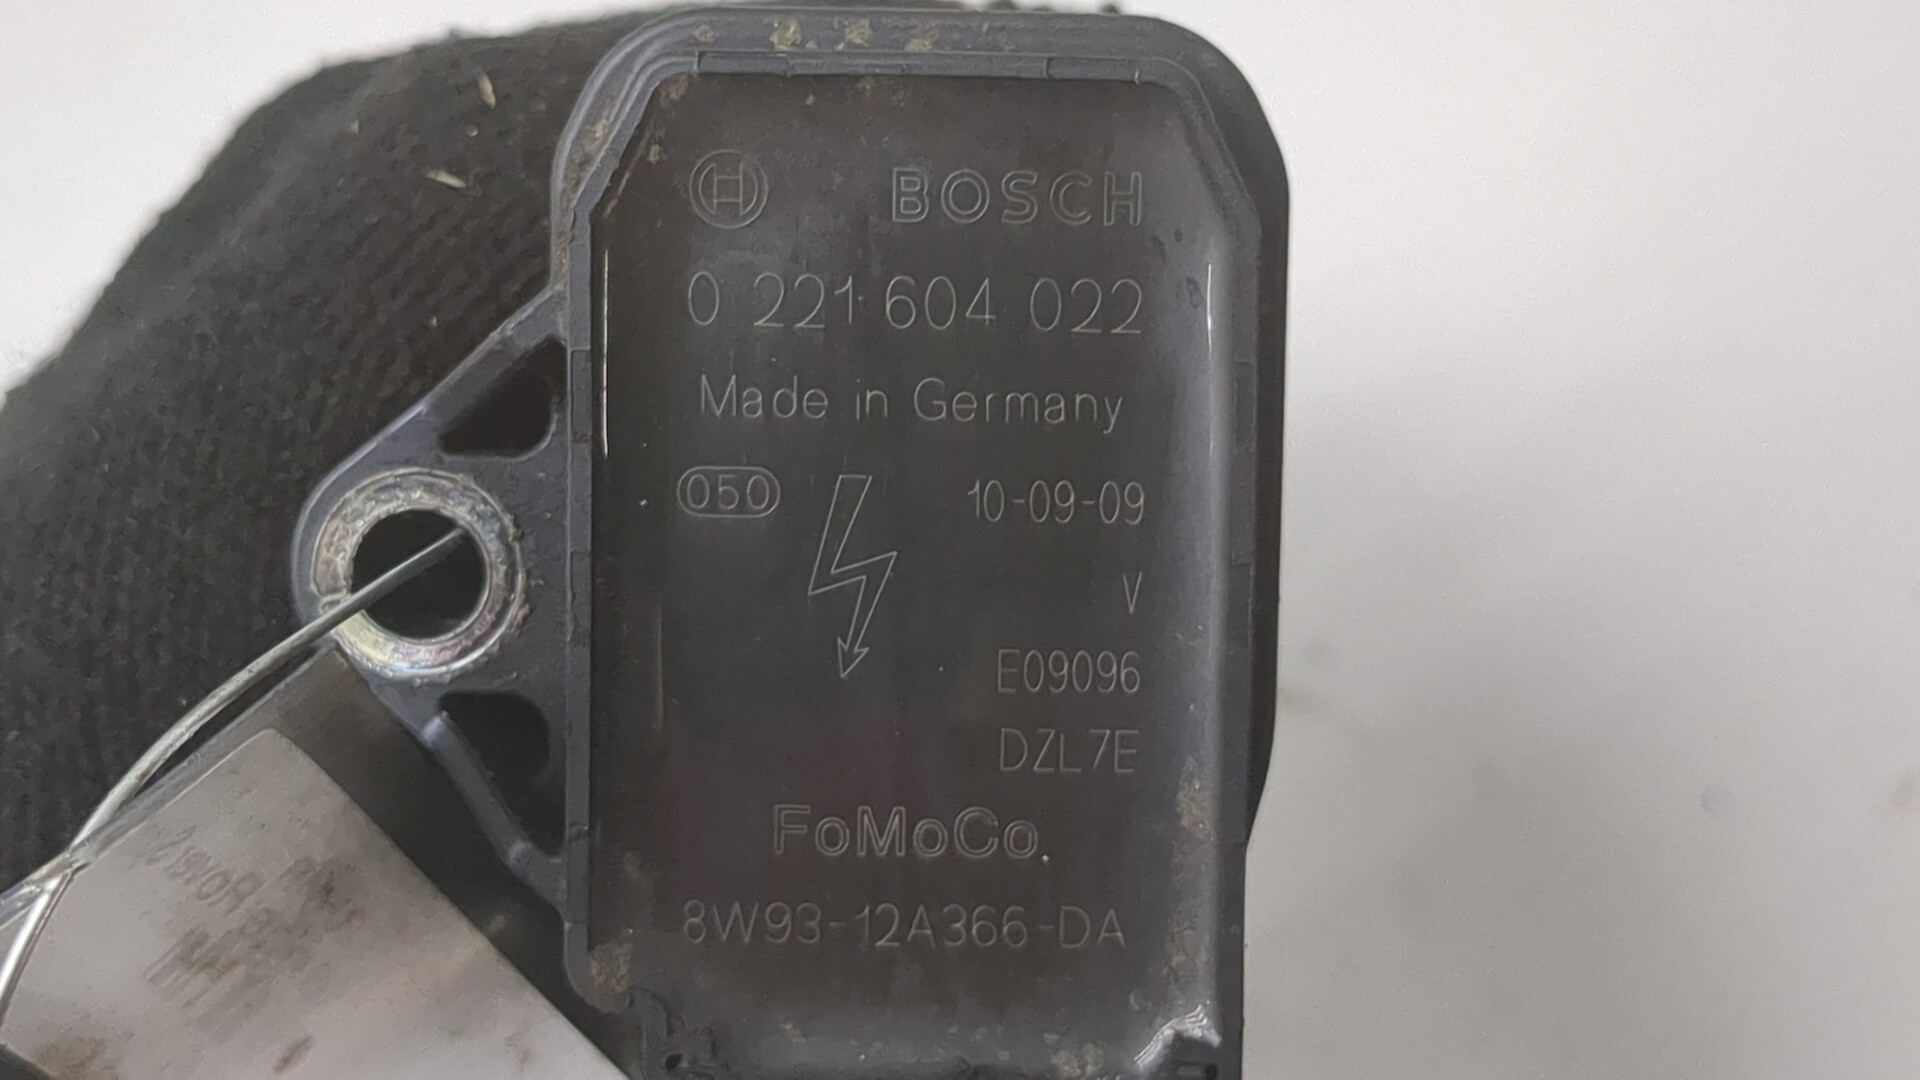 BOSCH
0 221 604 022
Made in Germany
050 10-09-09
V
E09096
DZL7E
FoMoCo
8W93-12A366-DA